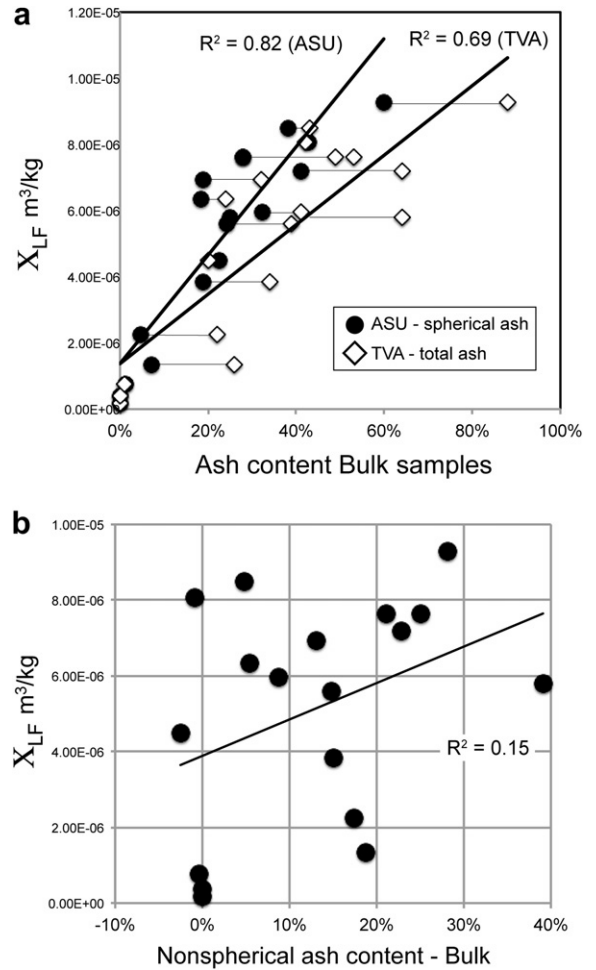 a
1.20E-05
R² = 0.82 (ASU)
R² = 0.69 (TVA)
1.00E-05
8.00E-06
6.00E-06
4.00E-06
2.00E-06
0.00E+00
X_LF m³/kg
ASU - spherical ash
TVA - total ash
0% 20% 40% 60% 80% 100%
Ash content Bulk samples
b
1.00E-05
8.00E-06
6.00E-06
4.00E-06
2.00E-06
0.00E+00
X_LF m³/kg
R² = 0.15
-10% 0% 10% 20% 30% 40%
Nonspherical ash content - Bulk